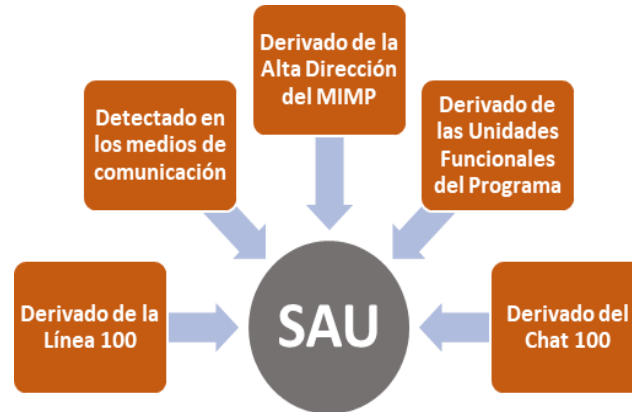 Derivado de la
Alta Dirección
del MIMP
Detectado en
los medios de
comunicación
Derivado de
las Unidades
Funcionales
del Programa
Derivado de la
Línea 100
SAU
Derivado del
Chat 100